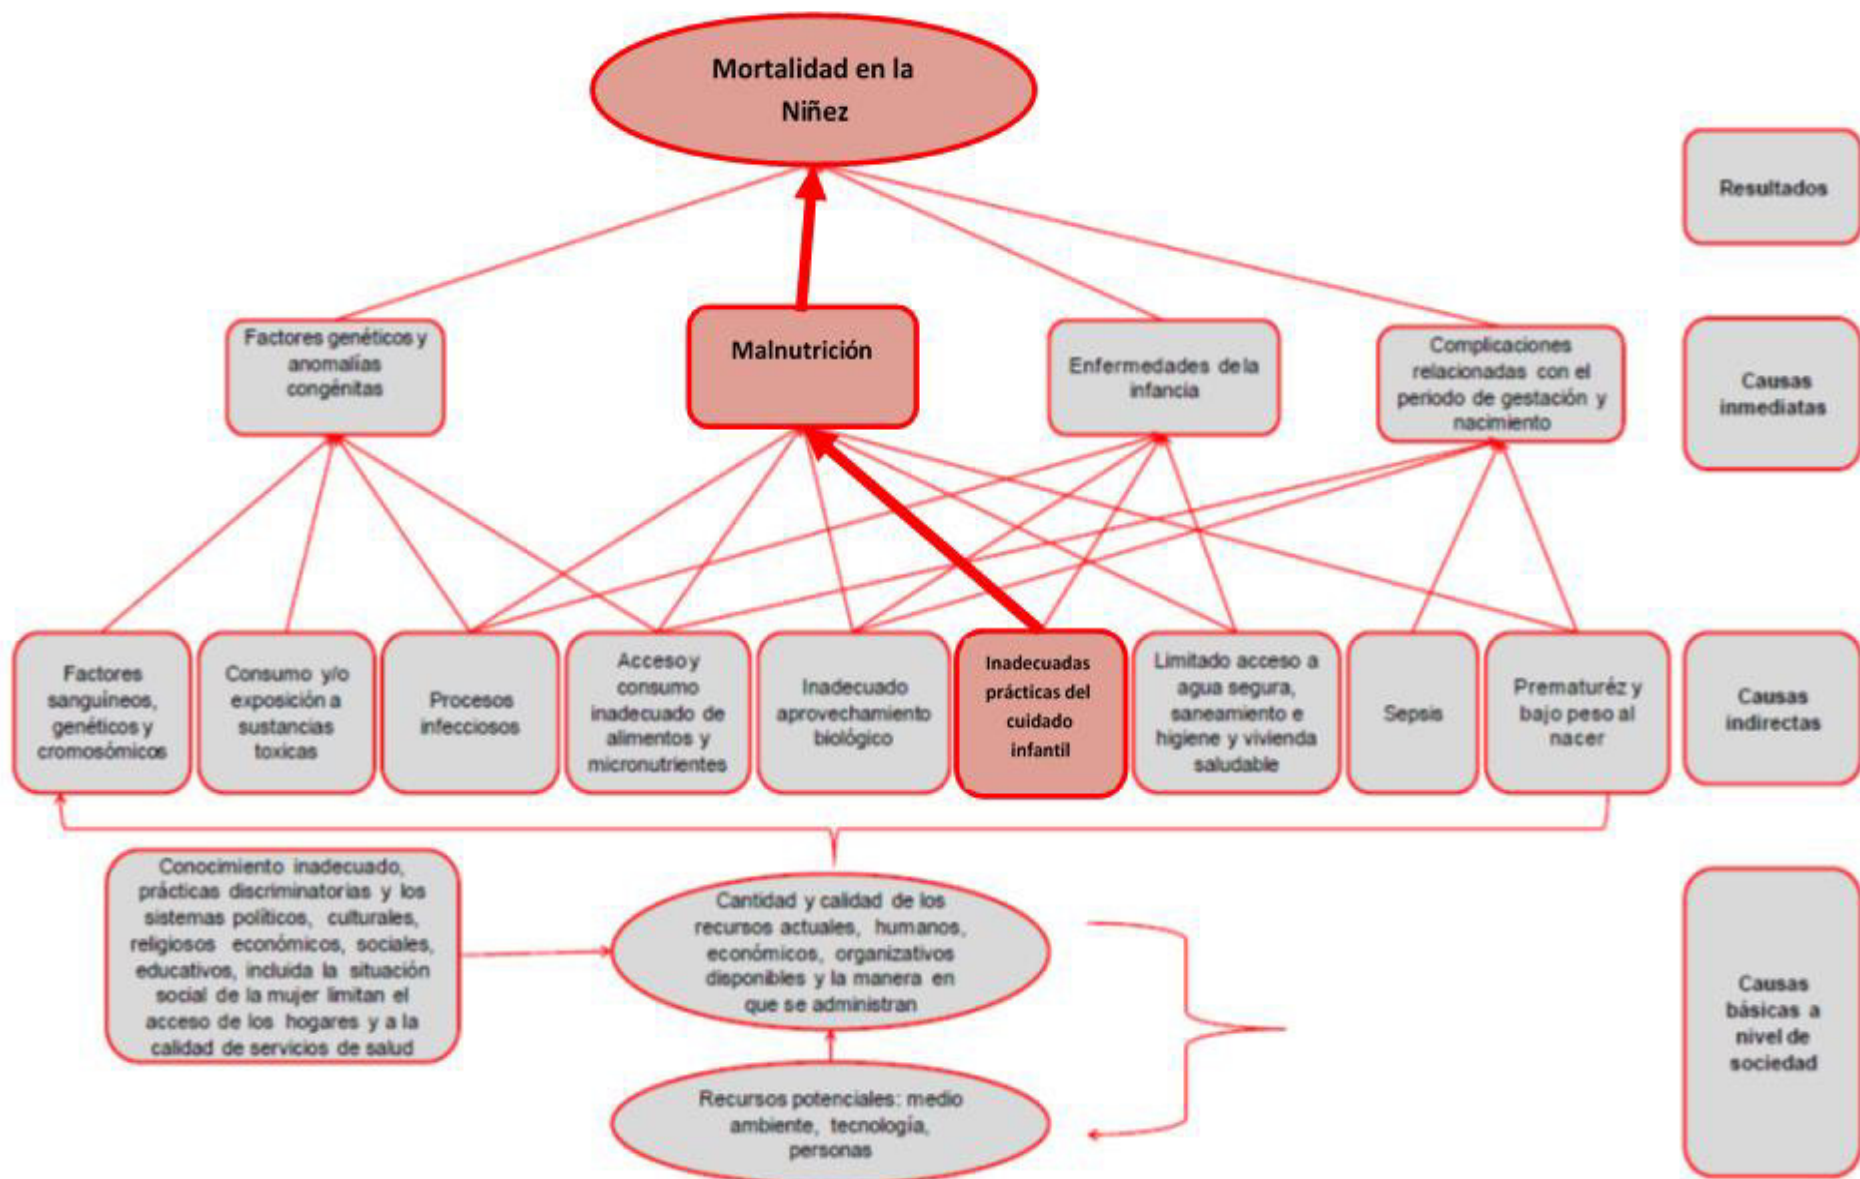 Mortalidad en la
Niñez
Resultados
Factores genéticos y
anomalías
congénitas
Malnutrición
Enfermedades de la
infancia
Complicaciones
relacionadas con el
periodo de gestación y
nacimiento
Causas
inmediatas
Factores
sanguíneos,
genéticos y
cromosómicos
Consumo y/o
exposición a
sustancias
toxicas
Procesos
infecciosos
Acceso y
consumo
inadecuado de
alimentos y
micronutrientes
Inadecuado
aprovechamiento
biológico
Inadecuadas
prácticas del
cuidado
infantil
Limitado acceso a
agua segura,
saneamiento e
higiene y vivienda
saludable
Sepsis
Prematuréz y
bajo peso al
nacer
Causas
indirectas
Conocimiento inadecuado,
prácticas discriminatorias y los
sistemas políticos, culturales,
religiosos económicos, sociales,
educativos, incluida la situación
social de la mujer limitan el
acceso de los hogares y a la
calidad de servicios de salud
Cantidad y calidad de los
recursos actuales, humanos,
económicos, organizativos
disponibles y la manera en
que se administran
Recursos potenciales: medio
ambiente, tecnología,
personas
Causas
básicas a
nivel de
sociedad